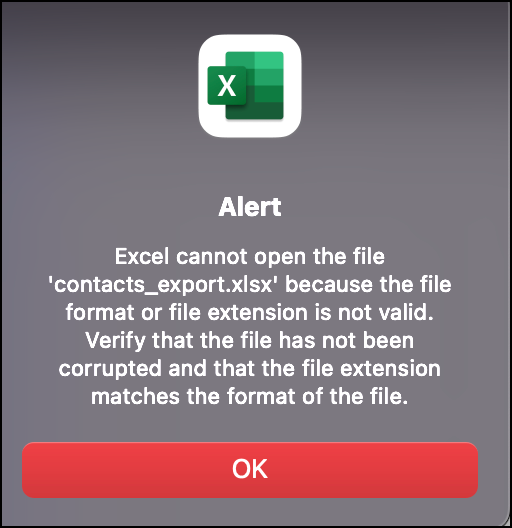 X
Alert
Excel cannot open the file
'contacts_export.xlsx' because the file
format or file extension is not valid.
Verify that the file has not been
corrupted and that the file extension
matches the format of the file.
OK